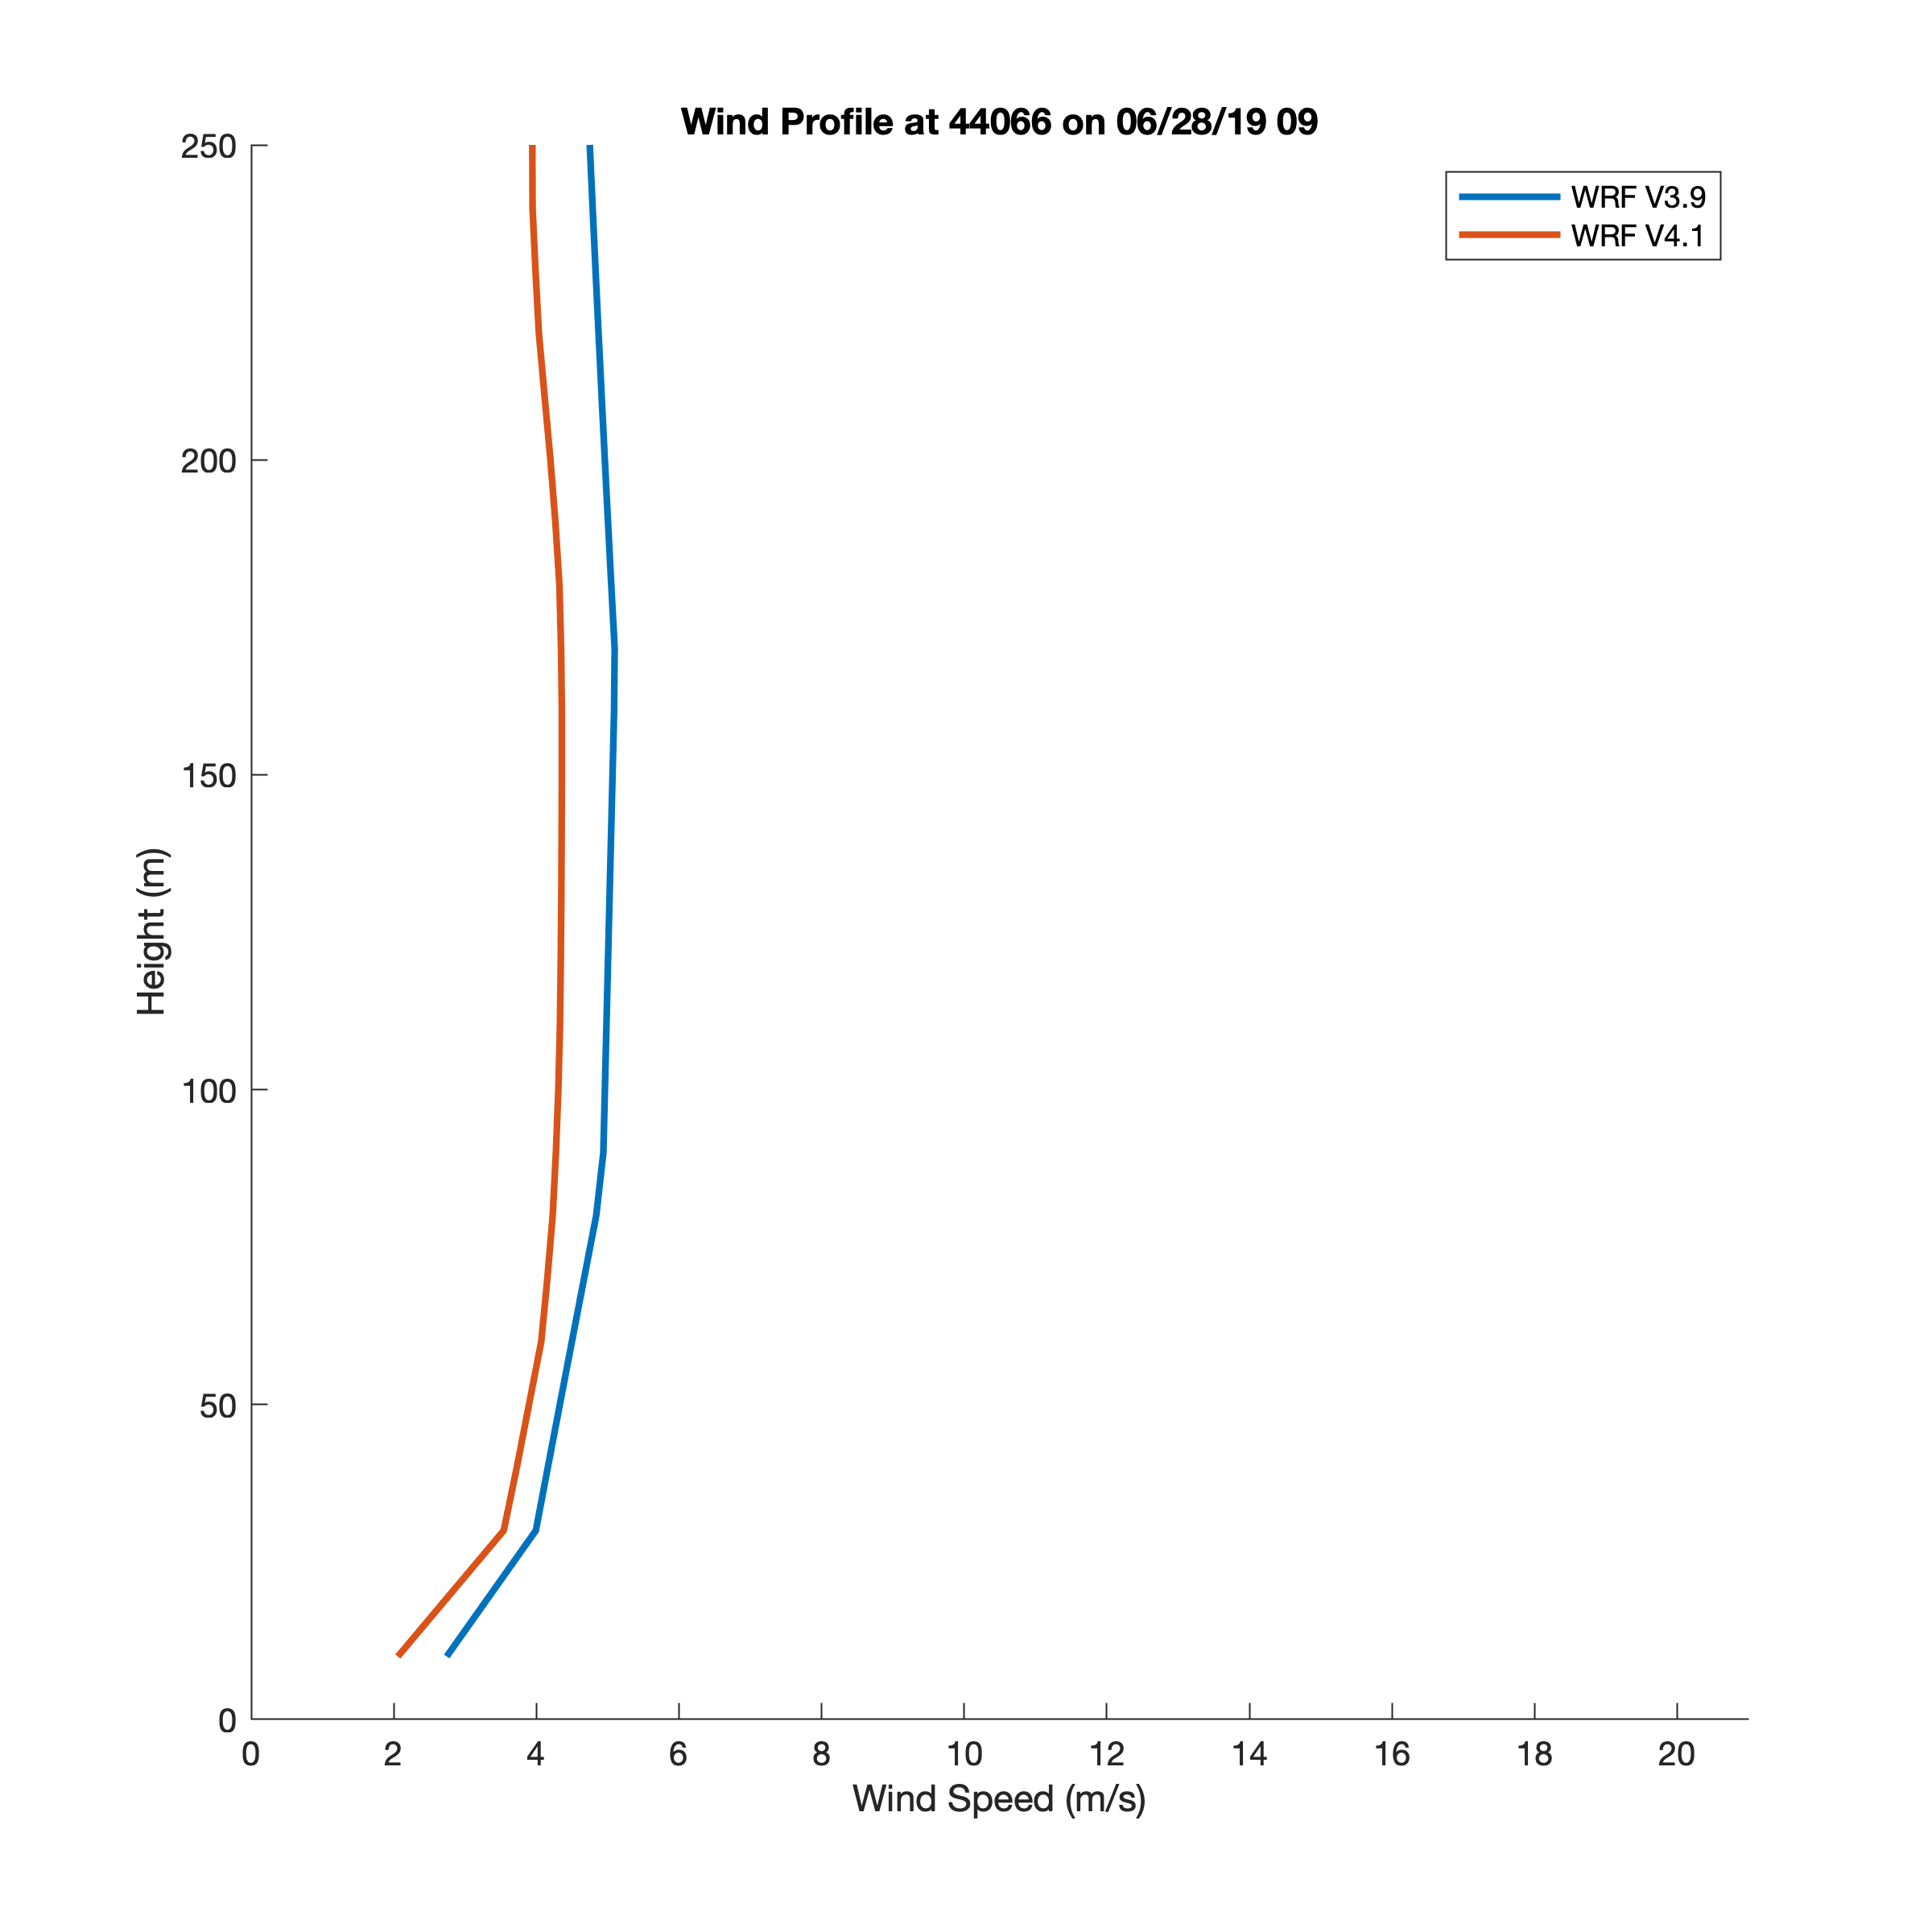 Wind Profile at 44066 on 06/28/19 09
WRF V3.9
WRF V4.1
250
200
150
100
50
0
Height (m)
0 2 4 6 8 10 12 14 16 18 20
Wind Speed (m/s)